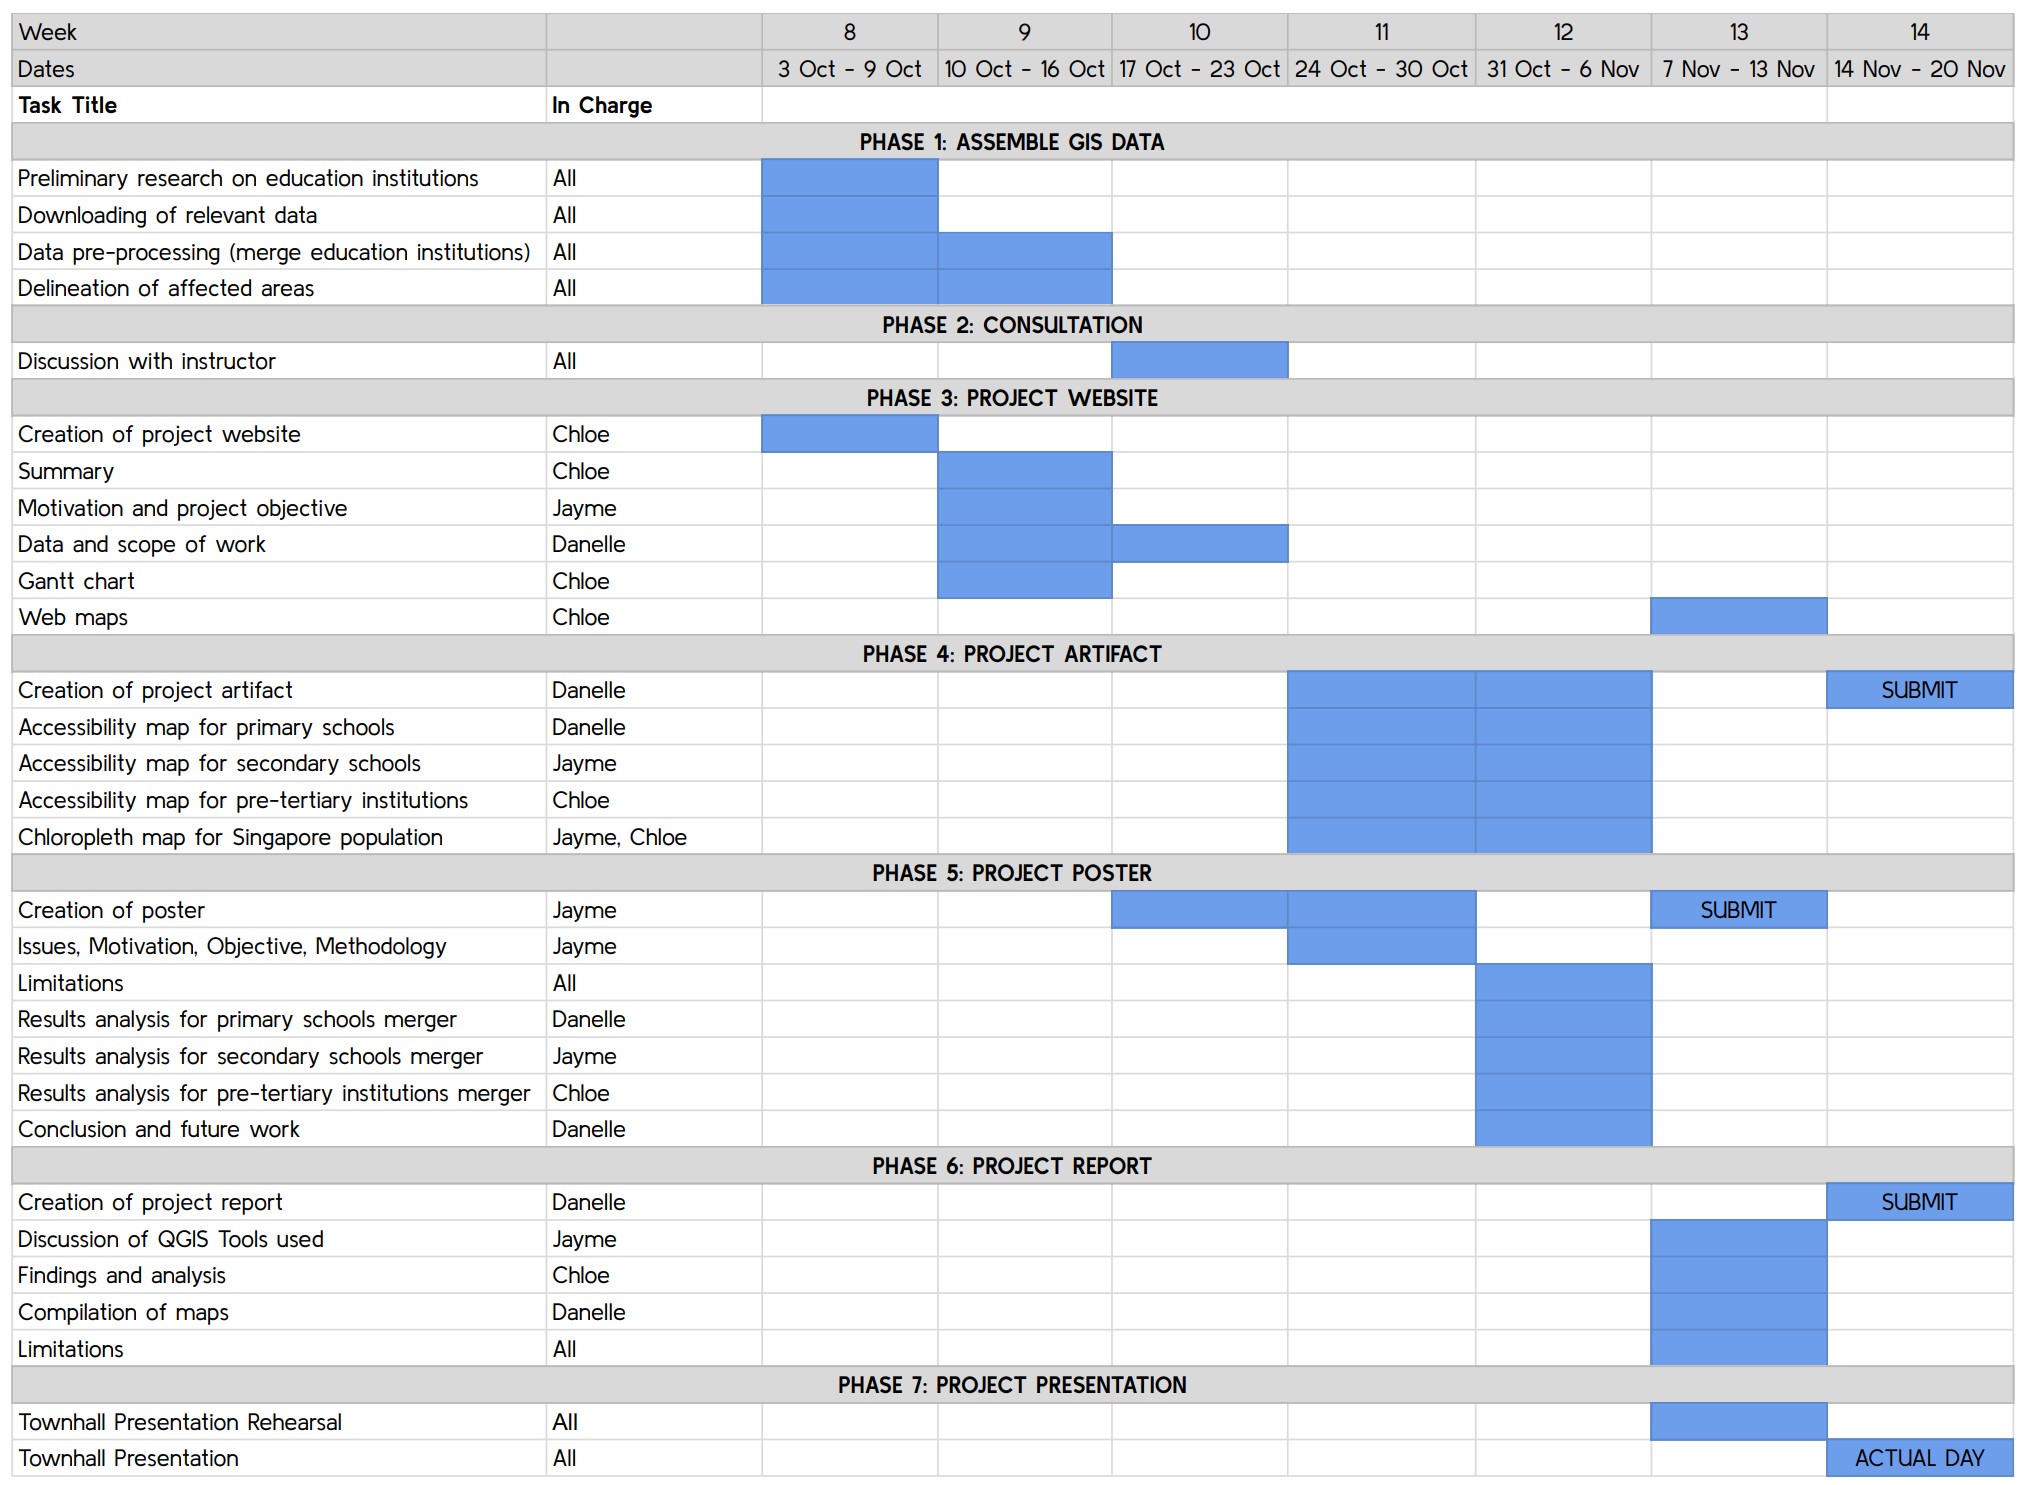 Week 8 9 10 11 12 13 14
Dates 3 Oct - 9 Oct 10 Oct - 16 Oct 17 Oct - 23 Oct 24 Oct - 30 Oct 31 Oct - 6 Nov 7 Nov - 13 Nov 14 Nov - 20 Nov
Task Title In Charge
PHASE 1: ASSEMBLE GIS DATA
Preliminary research on education institutions All
Downloading of relevant data All
Data pre-processing (merge education institutions) All
Delineation of affected areas All
PHASE 2: CONSULTATION
Discussion with instructor All
PHASE 3: PROJECT WEBSITE
Creation of project website Chloe
Summary Chloe
Motivation and project objective Jayme
Data and scope of work Danelle
Gantt chart Chloe
Web maps Chloe
PHASE 4: PROJECT ARTIFACT
Creation of project artifact Danelle SUBMIT
Accessibility map for primary schools Danelle
Accessibility map for secondary schools Jayme
Accessibility map for pre-tertiary institutions Chloe
Chloropleth map for Singapore population Jayme, Chloe
PHASE 5: PROJECT POSTER
Creation of poster Jayme SUBMIT
Issues, Motivation, Objective, Methodology Jayme
Limitations All
Results analysis for primary schools merger Danelle
Results analysis for secondary schools merger Jayme
Results analysis for pre-tertiary institutions merger Chloe
Conclusion and future work Danelle
PHASE 6: PROJECT REPORT
Creation of project report Danelle SUBMIT
Discussion of QGIS Tools used Jayme
Findings and analysis Chloe
Compilation of maps Danelle
Limitations All
PHASE 7: PROJECT PRESENTATION
Townhall Presentation Rehearsal All
Townhall Presentation All ACTUAL DAY